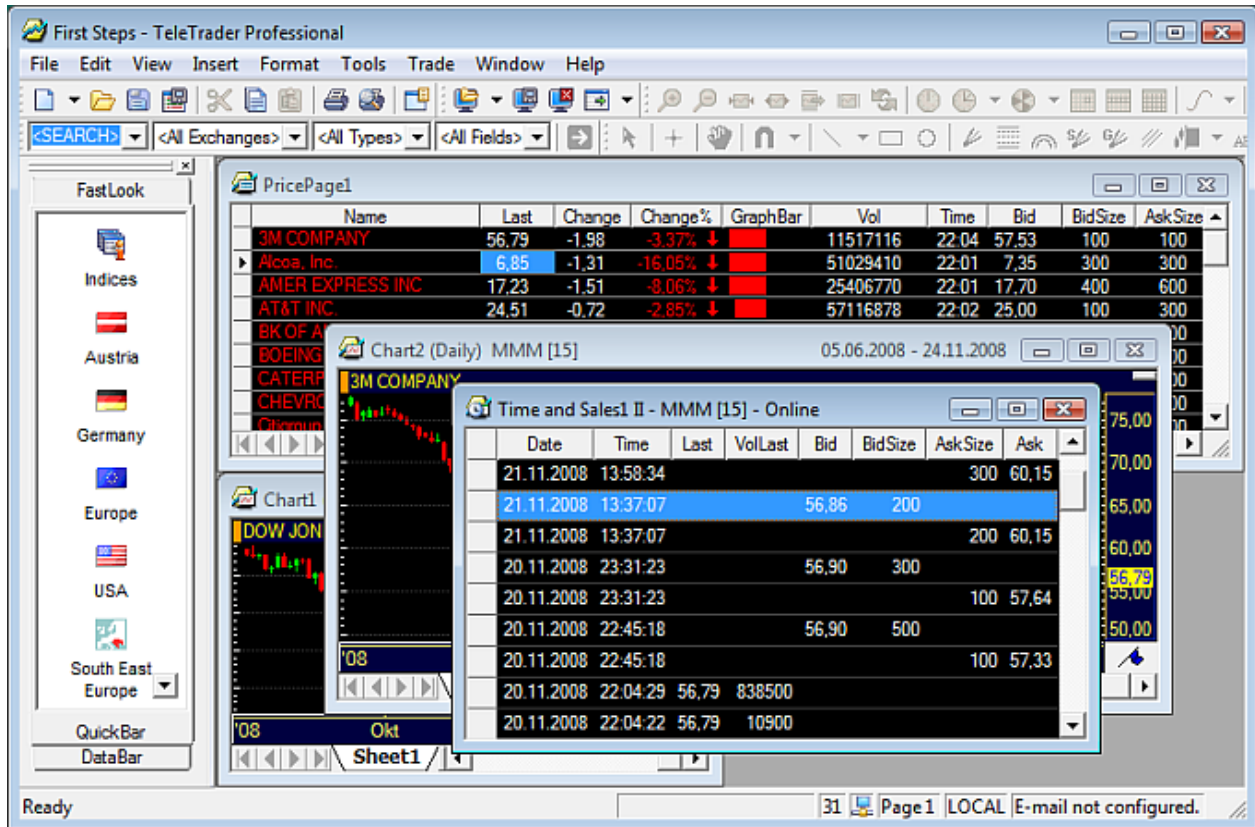 First Steps - TeleTrader Professional
File Edit View Insert Format Tools Trade Window Help
<SEARCH> <All Exchanges> <All Types> <All Fields>
FastLook
Indices
Austria
Germany
Europe
USA
South East
Europe
QuickBar
DataBar
PricePage1
Name Last Change Change% GraphBar Vol Time Bid BidSize AskSize
3M COMPANY 56,79 -1,98 -3,37% 11517116 22:04 57,53 100 100
Alcoa, Inc. 6,85 -1,31 -16,05% 51029410 22:01 7,35 300 300
AMER EXPRESS INC 17,23 -1,51 -8,06% 25406770 22:01 17,70 400 600
AT&T INC. 24,51 -0,72 -2,85% 57116878 22:02 25,00 100 300
BK OF
BOEING
CATERP
CHEVRO
Chart2 (Daily) MMM [15] 05.06.2008 - 24.11.2008
3M COMPANY
75,00
70,00
65,00
60,00
56,79
55,00
50,00
'08
Time and Sales1 II - MMM [15] - Online
Date Time Last VolLast Bid BidSize AskSize Ask
21.11.2008 13:58:34 300 60,15
21.11.2008 13:37:07 56,86 200
21.11.2008 13:37:07 200 60,15
20.11.2008 23:31:23 56,90 300
20.11.2008 23:31:23 100 57,64
20.11.2008 22:45:18 56,90 500
20.11.2008 22:45:18 100 57,33
20.11.2008 22:04:29 56,79 838500
20.11.2008 22:04:22 56,79 10900
Chart1
DOW JON
'08 Okt
Sheet1
Ready 31 Page 1 LOCAL E-mail not configured.